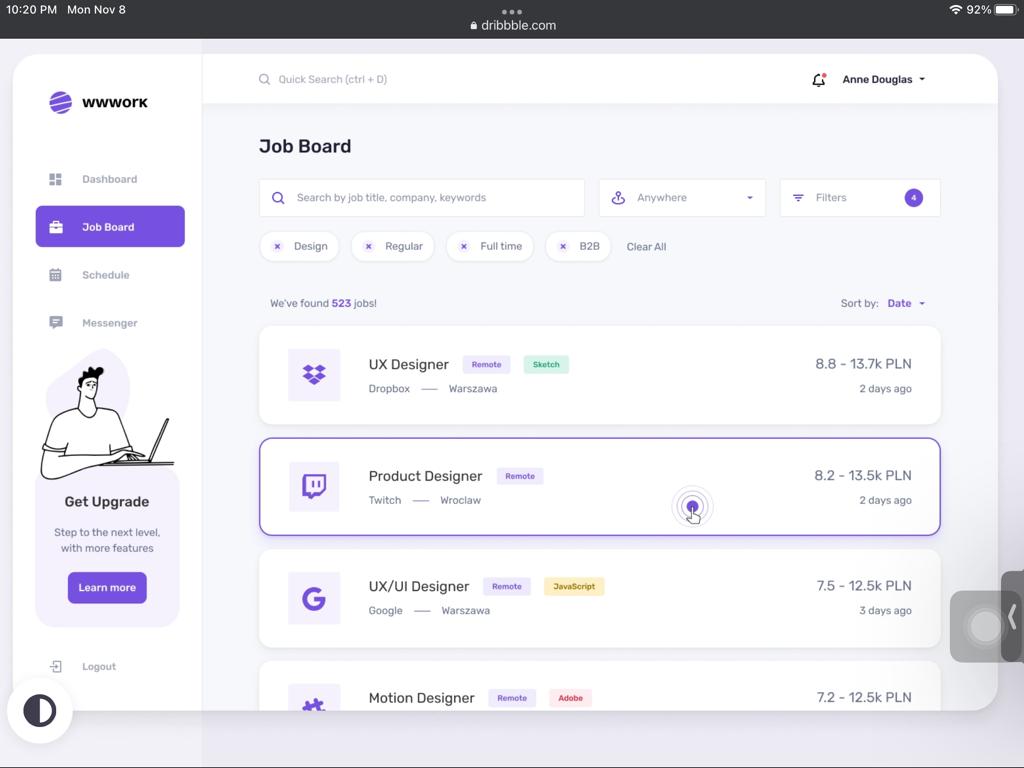 10:20 PM Mon Nov 8
92%
dribbble.com
wwworк
Quick Search (ctrl + D)
Anne Douglas
Dashboard
Job Board
Schedule
Messenger
Get Upgrade
Step to the next level,
with more features
Learn more
Logout
Job Board
Search by job title, company, keywords
Anywhere
Filters
4
Design
Regular
Full time
B2B
Clear All
We've found 523 jobs!
Sort by: Date
UX Designer Remote Sketch
8.8 - 13.7k PLN
Dropbox — Warszawa
2 days ago
Product Designer Remote
8.2 - 13.5k PLN
Twitch — Wroclaw
2 days ago
UX/UI Designer Remote JavaScript
7.5 - 12.5k PLN
Google — Warszawa
3 days ago
Motion Designer Remote Adobe
7.2 - 12.5k PLN